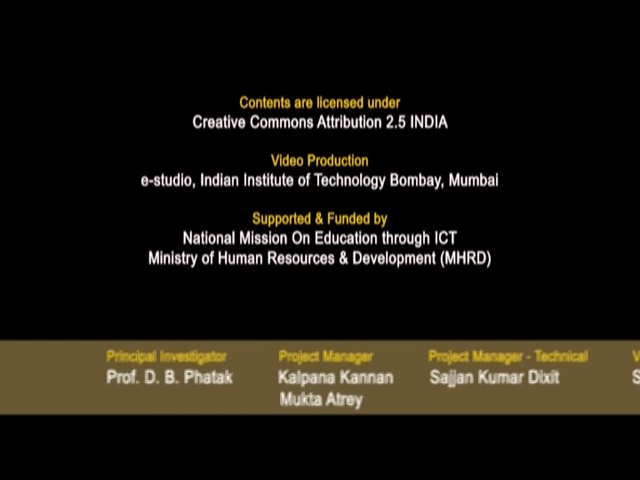 Contents are licensed under
Creative Commons Attribution 2.5 INDIA
Video Production
e-studio, Indian Institute of Technology Bombay, Mumbai
Supported & Funded by
National Mission On Education through ICT
Ministry of Human Resources & Development (MHRD)
Principal Investigator
Prof. D. B. Phatak
Project Manager
Kalpana Kannan
Mukta Atrey
Project Manager - Technical
Sajjan Kumar Dixit